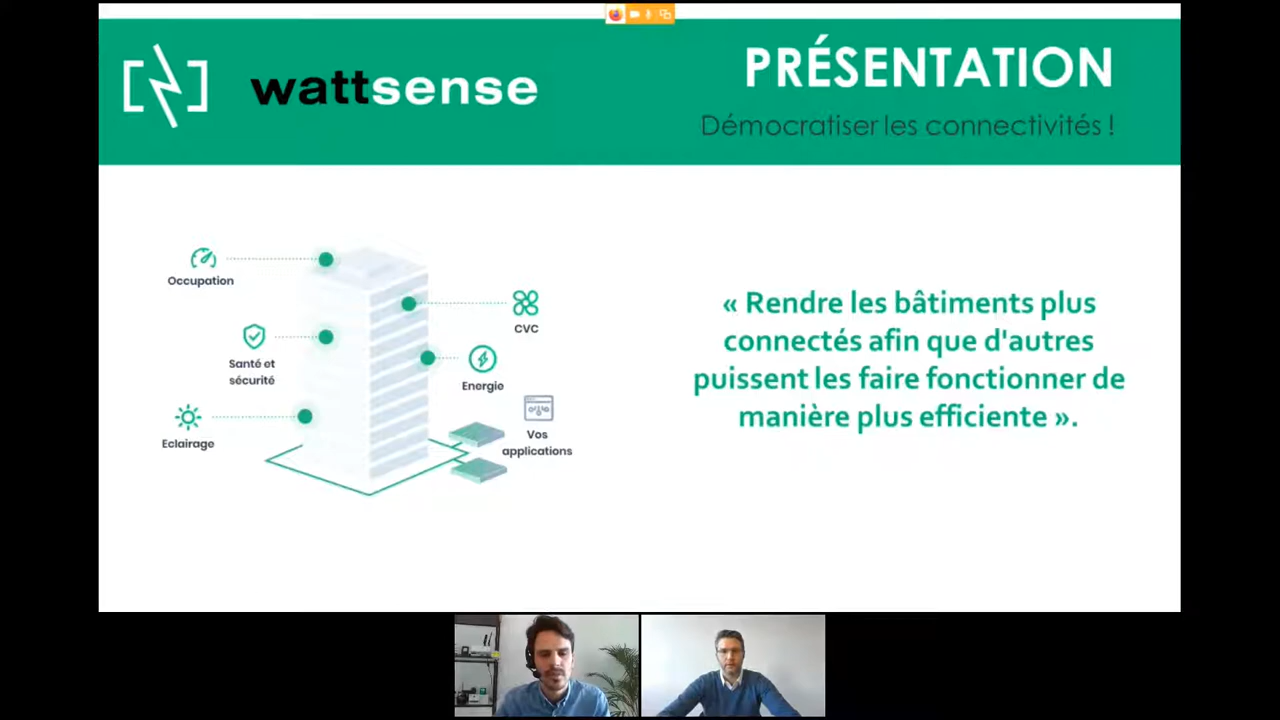 wattsense
PRÉSENTATION
Démocratiser les connectivités !
Occupation
CVC
Santé et
sécurité
Energie
Eclairage
Vos
applications
« Rendre les bâtiments plus
connectés afin que d'autres
puissent les faire fonctionner de
manière plus efficiente ».